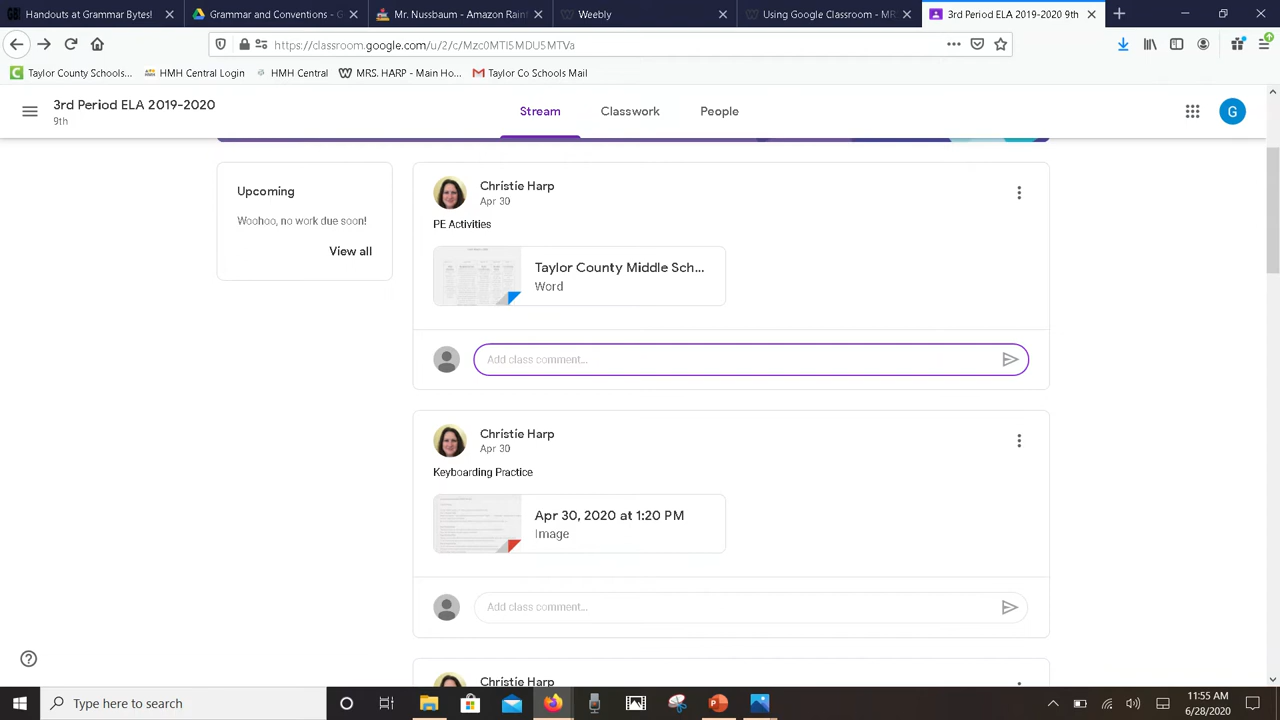 Handouts at Grammar Bytes!
Grammar and Conventions - G
Mr. Nussbaum - Amazon Rain
Weebly
Using Google Classroom - MR
3rd Period ELA 2019-2020 9th
Taylor County Schools...
HMH Central Login
HMH Central
MRS. HARP - Main Ho...
Taylor Co Schools Mail
3rd Period ELA 2019-2020
9th
Stream
Classwork
People
G
Upcoming
Woohoo, no work due soon!
View all
Christie Harp
Apr 30
PE Activities
Taylor County Middle Sch...
Word
Add class comment...
Christie Harp
Apr 30
Keyboarding Practice
Apr 30, 2020 at 1:20 PM
Image
Add class comment...
Christie Harp
Type here to search
11:55 AM
6/28/2020